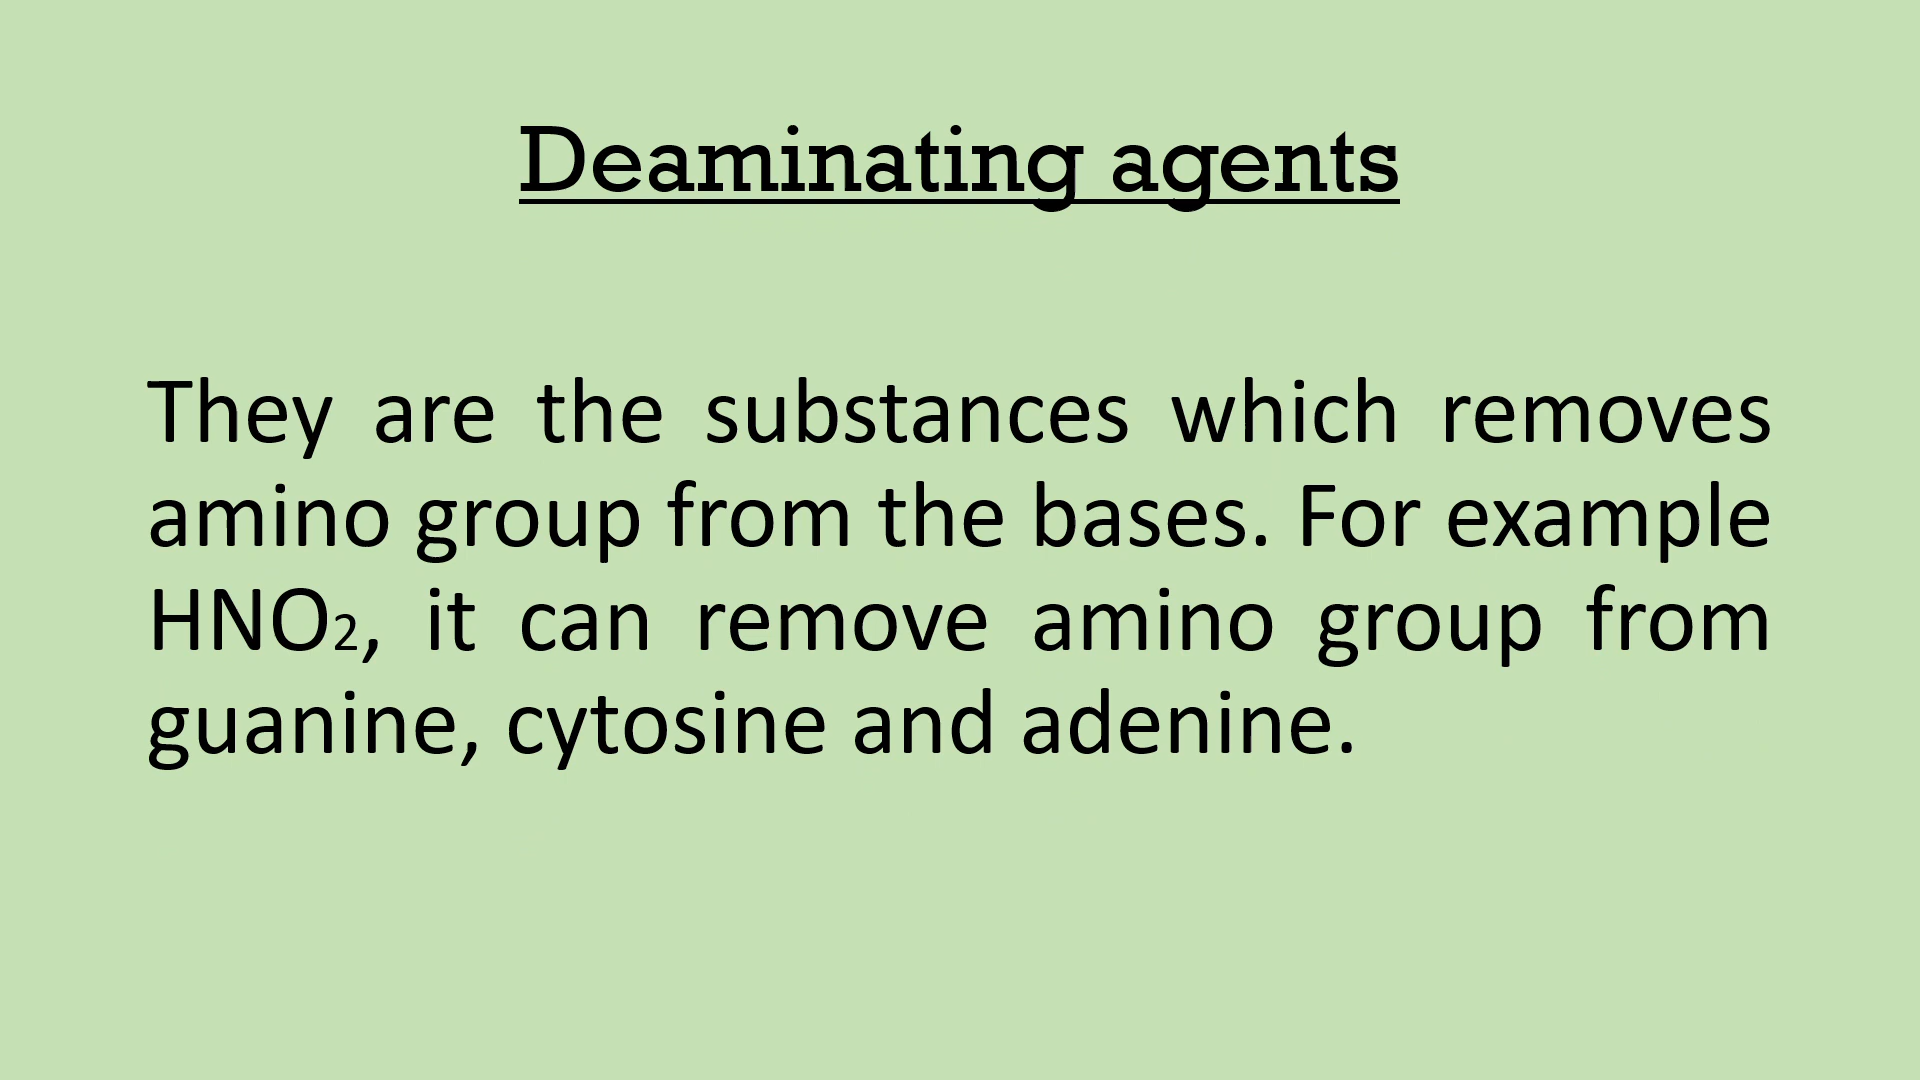 Deaminating agents
They are the substances which removes
amino group from the bases. For example
HNO₂, it can remove amino group from
guanine, cytosine and adenine.